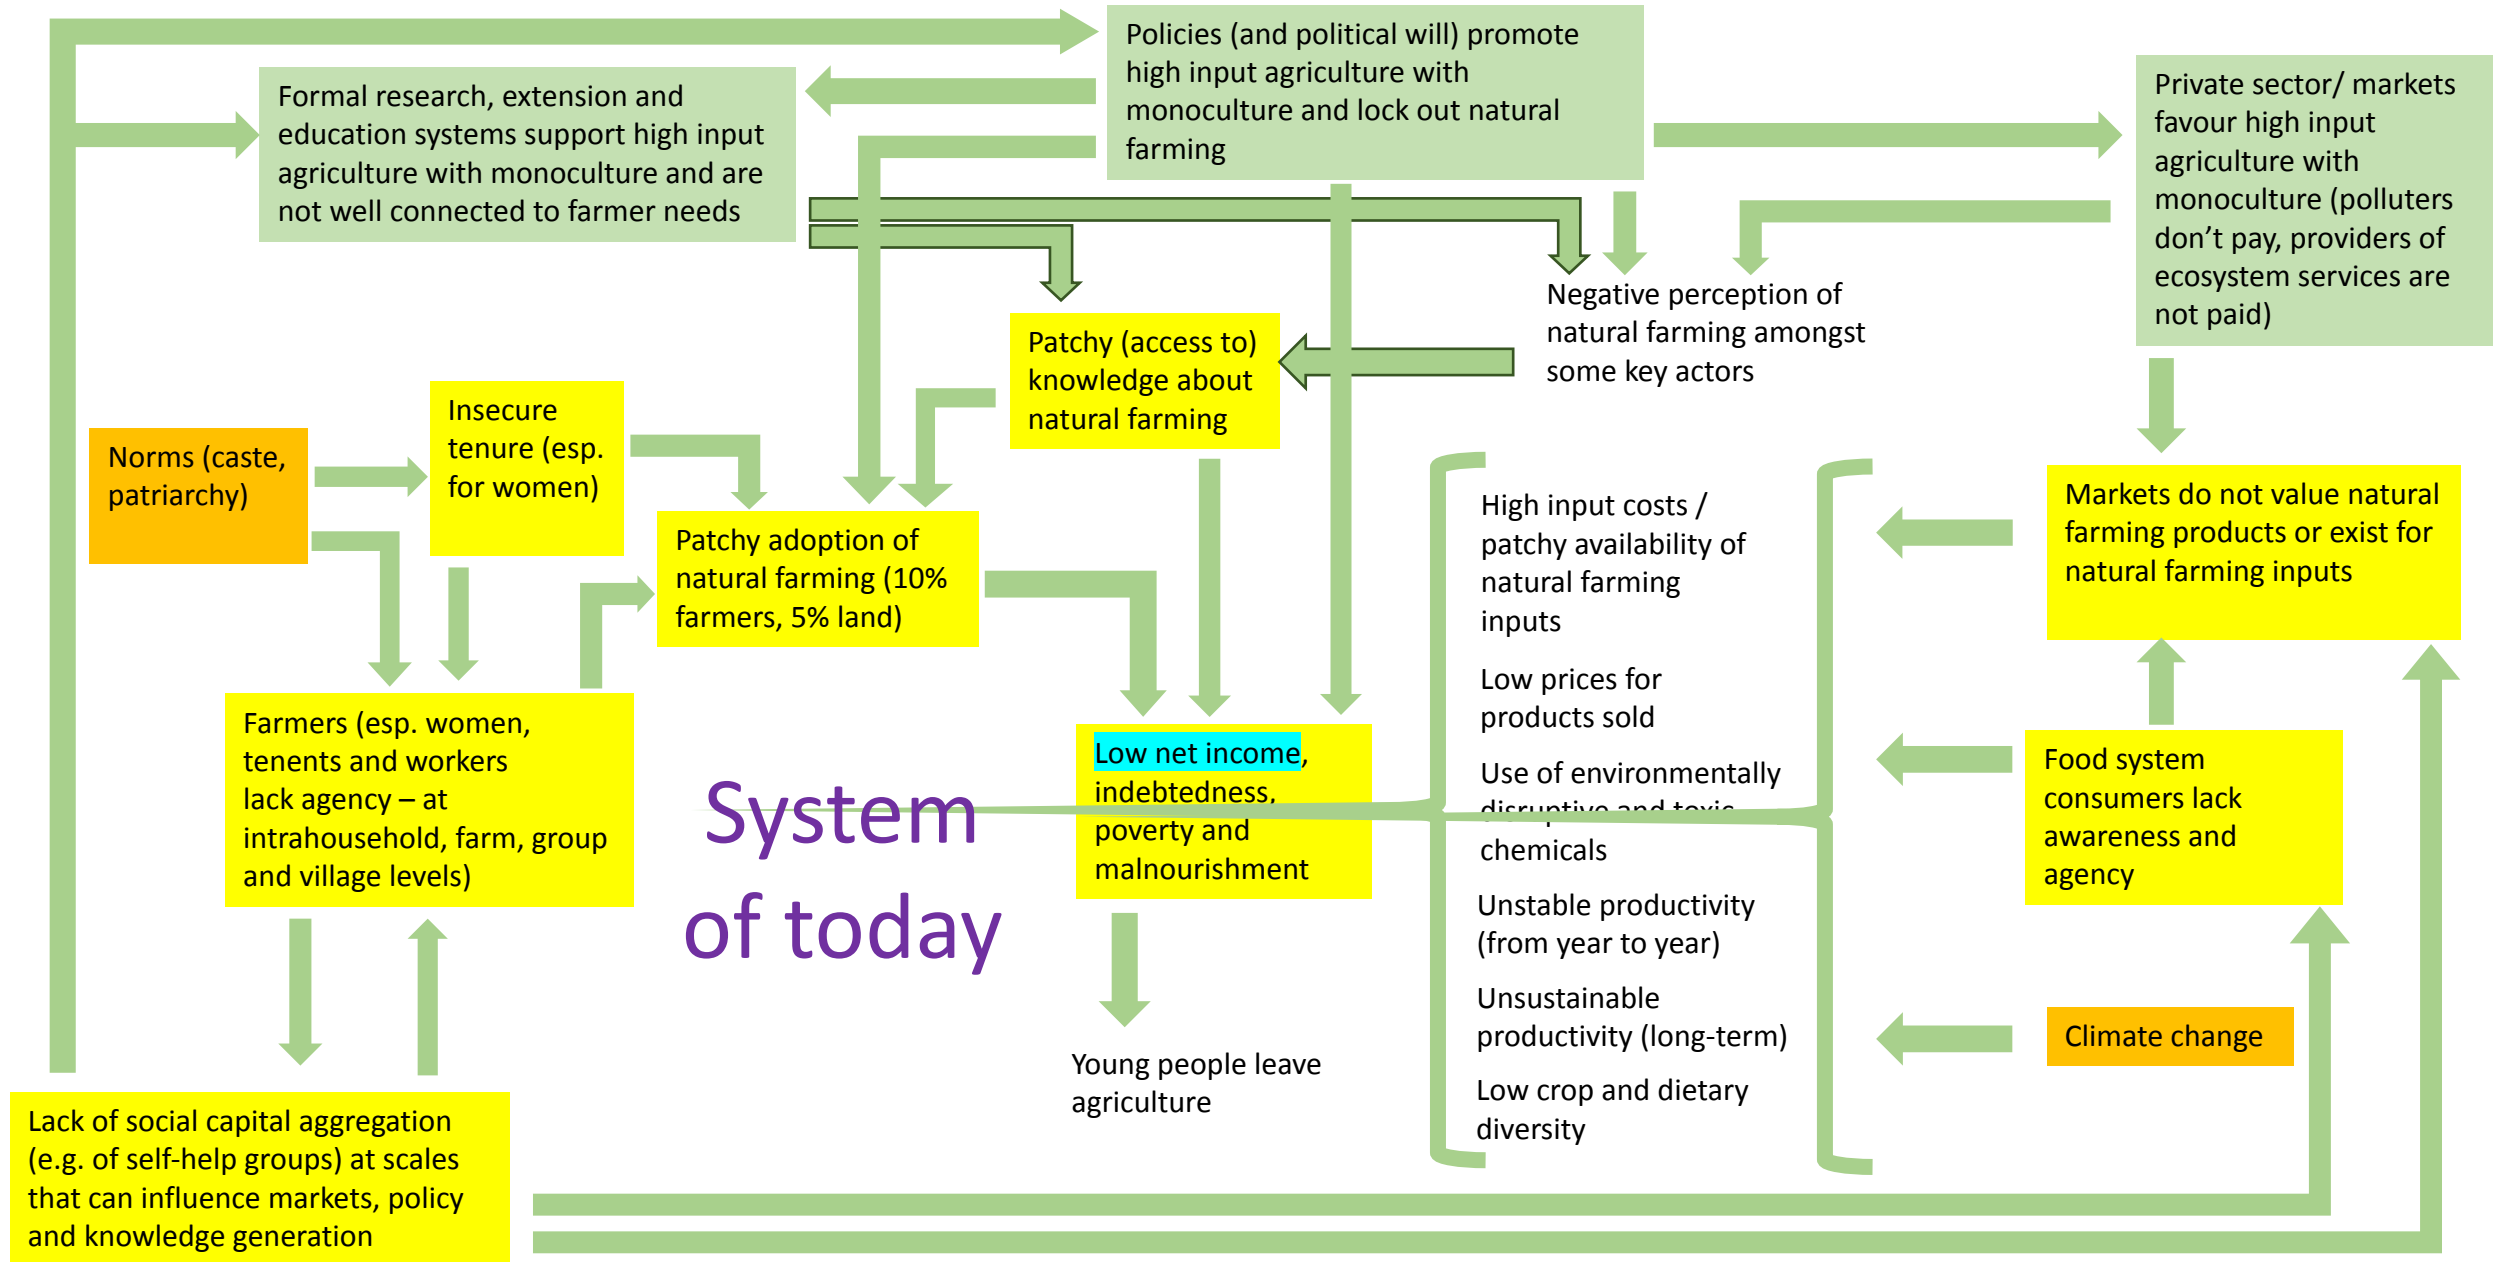 Policies (and political will) promote
high input agriculture with
monoculture and lock out natural
farming
Formal research, extension and
education systems support high input
agriculture with monoculture and are
not well connected to farmer needs
Private sector/ markets
favour high input
agriculture with
monoculture (polluters
don’t pay, providers of
ecosystem services are
not paid)
Negative perception of
natural farming amongst
some key actors
Patchy (access to)
knowledge about
natural farming
Insecure
tenure (esp.
for women)
Norms (caste,
patriarchy)
Patchy adoption of
natural farming (10%
farmers, 5% land)
High input costs /
patchy availability of
natural farming
inputs
Low prices for
products sold
Use of environmentally
disruptive and toxic
chemicals
Unstable productivity
(from year to year)
Unsustainable
productivity (long-term)
Low crop and dietary
diversity
Markets do not value natural
farming products or exist for
natural farming inputs
Farmers (esp. women,
tenents and workers
lack agency – at
intrahousehold, farm, group
and village levels)
System
of today
Low net income,
indebtedness,
poverty and
malnourishment
Food system
consumers lack
awareness and
agency
Climate change
Young people leave
agriculture
Lack of social capital aggregation
(e.g. of self-help groups) at scales
that can influence markets, policy
and knowledge generation